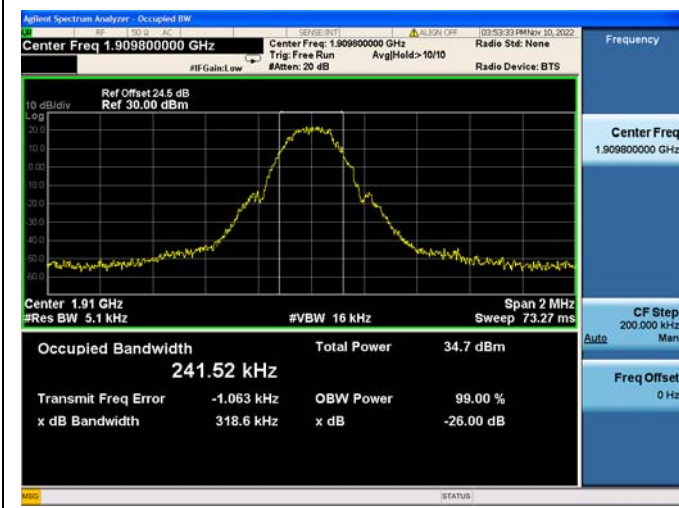 Agilent Spectrum Analyzer - Occupied BW
RF 50 Ω AC SENSE:INT ALIGN OFF 03:53:33 PM Nov 10, 2022
Center Freq 1.909800000 GHz
Center Freq: 1.909800000 GHz
Radio Std: None
Trig: Free Run Avg|Hold:>10/10
#IFGain:Low #Atten: 20 dB Radio Device: BTS
Ref Offset 24.5 dB
10 dB/div Ref 30.00 dBm
Log
20.0
10.0
0.00
-10.0
-20.0
-30.0
-40.0
-50.0
-60.0
Center 1.91 GHz Span 2 MHz
#Res BW 5.1 kHz #VBW 16 kHz Sweep 73.27 ms
Occupied Bandwidth Total Power 34.7 dBm
241.52 kHz
Transmit Freq Error -1.063 kHz OBW Power 99.00 %
x dB Bandwidth 318.6 kHz x dB -26.00 dB
MSG STATUS
Frequency
Center Freq
1.909800000 GHz
CF Step
200.000 kHz
Auto Man
Freq Offset
0 Hz